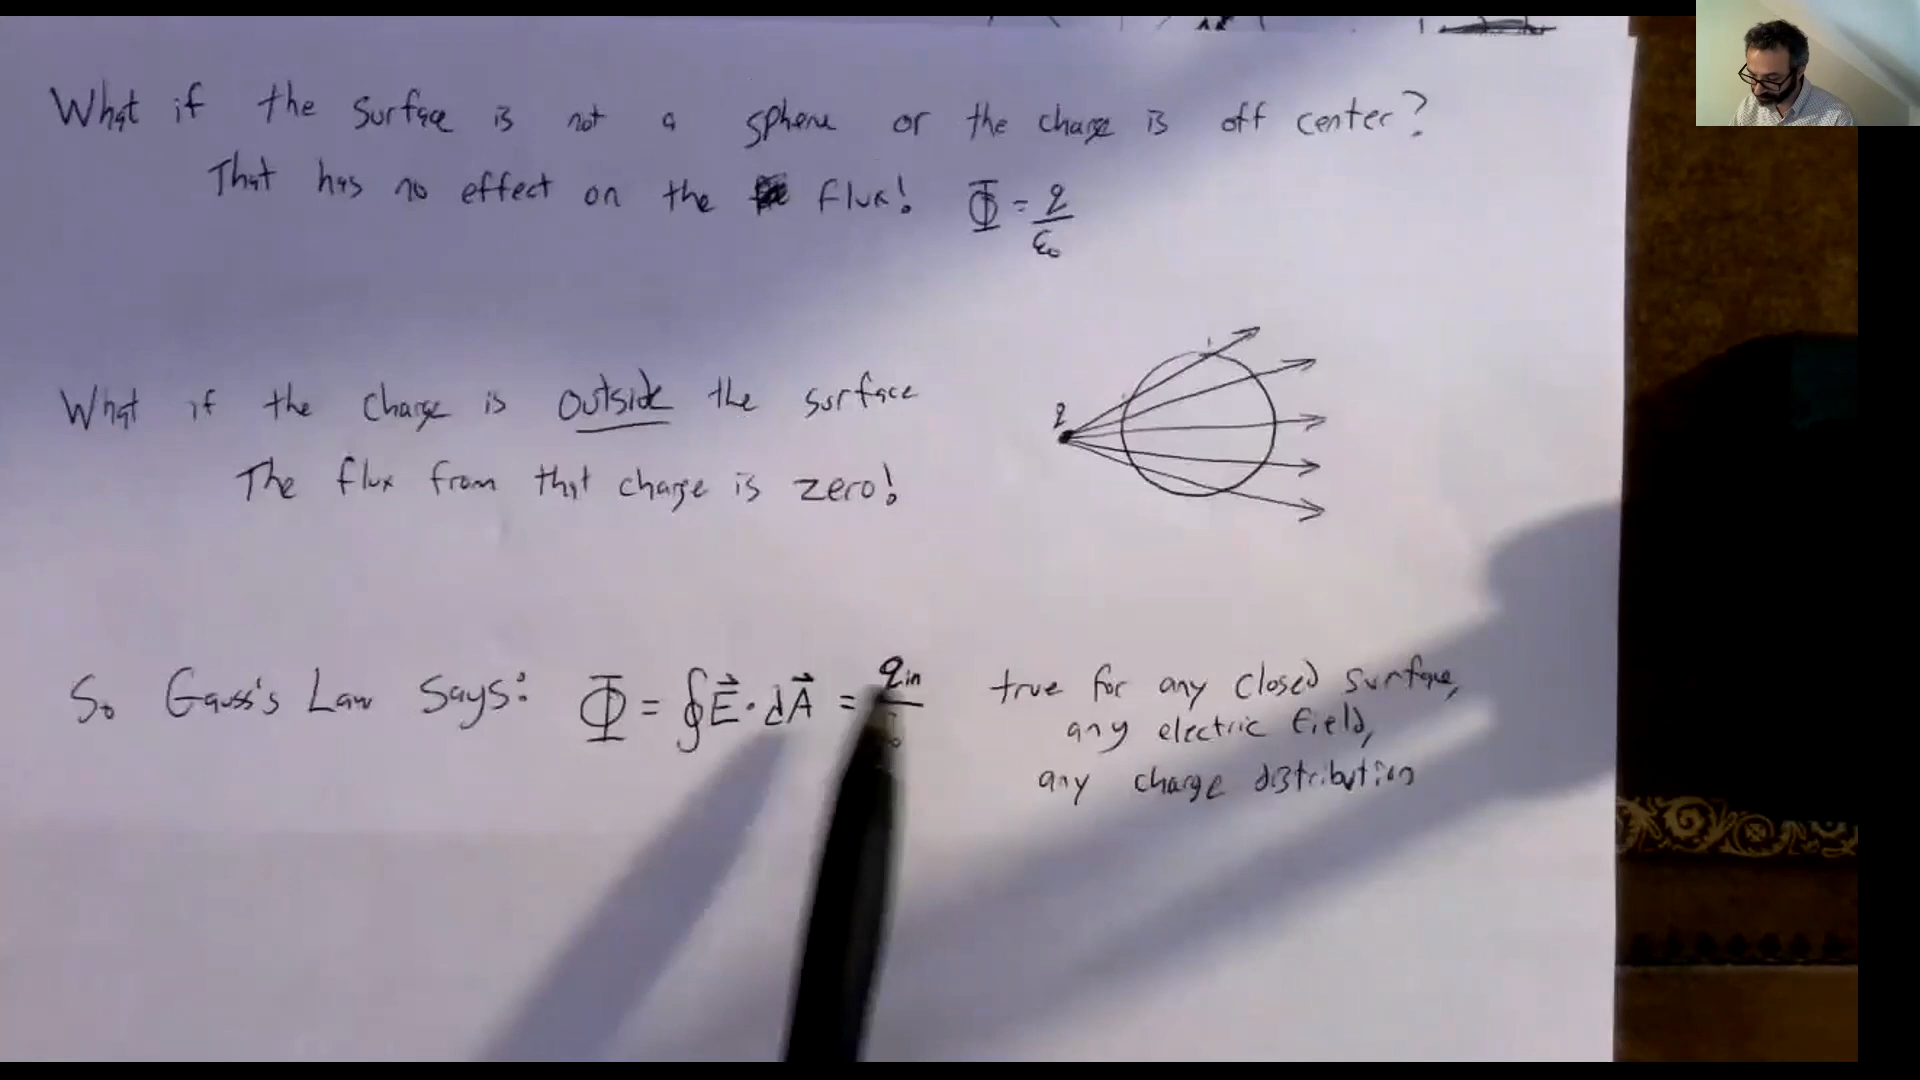 What if the surface is not a sphere or the charge is off center?
That has no effect on the flux! Φ = q/ε₀
q
What if the charge is outside the surface
The flux from that charge is zero!
So Gauss's Law says: Φ = ∮E⃗·dA⃗ = q_in true for any closed surface,
any electric field,
any charge distribution